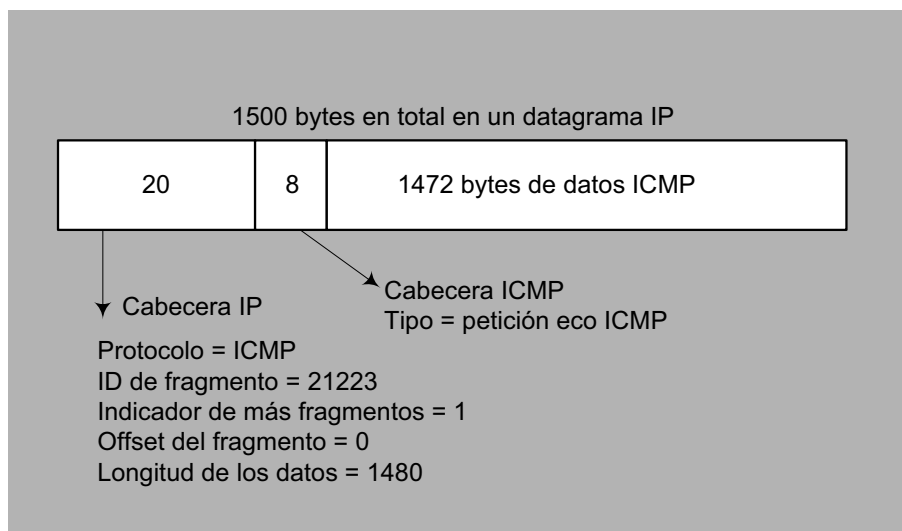 1500 bytes en total en un datagrama IP
20
8
1472 bytes de datos ICMP
Cabecera IP
Protocolo = ICMP
ID de fragmento = 21223
Indicador de más fragmentos = 1
Offset del fragmento = 0
Longitud de los datos = 1480
Cabecera ICMP
Tipo = petición eco ICMP